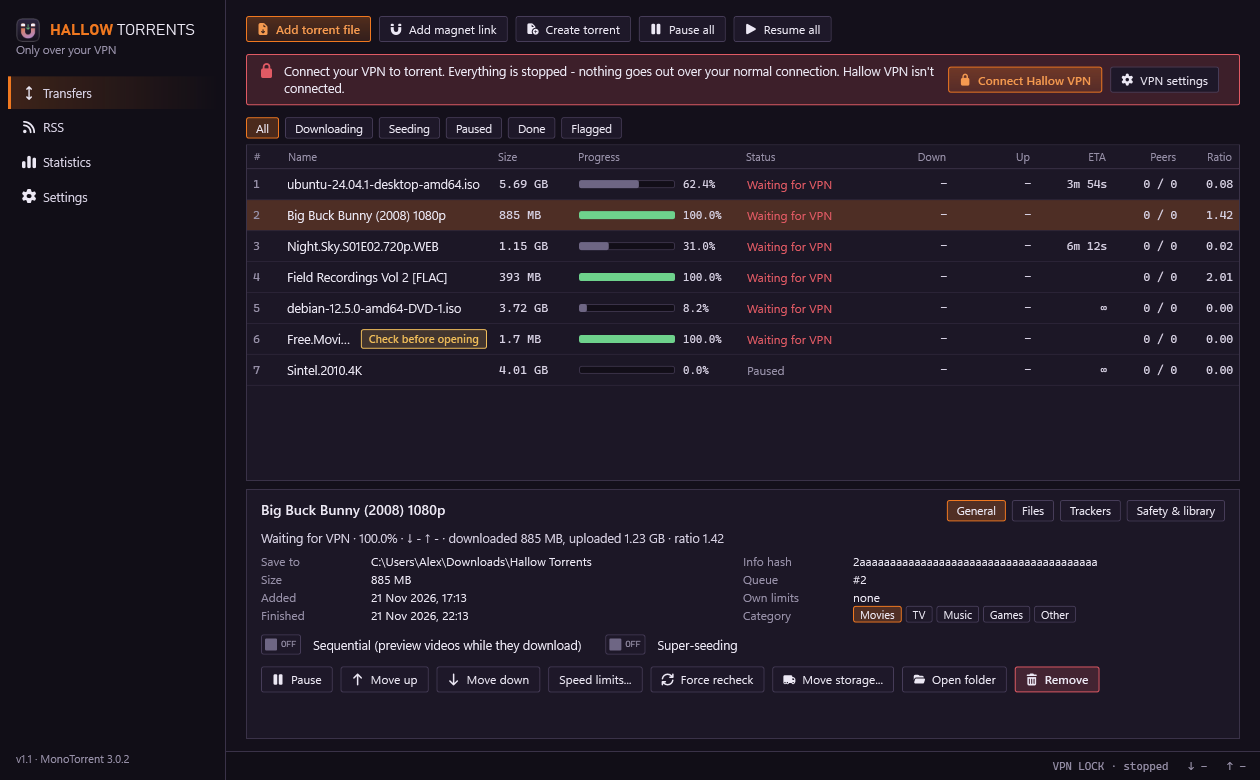 HALLOW TORRENTS
Only over your VPN
Transfers
RSS
Statistics
Settings
v1.1 · MonoTorrent 3.0.2
Add torrent file Add magnet link Create torrent Pause all Resume all
Connect your VPN to torrent. Everything is stopped - nothing goes out over your normal connection. Hallow VPN isn't
connected.
Connect Hallow VPN VPN settings
All Downloading Seeding Paused Done Flagged
# Name Size Progress Status Down Up ETA Peers Ratio
1 ubuntu-24.04.1-desktop-amd64.iso 5.69 GB 62.4% Waiting for VPN – – 3m 54s 0 / 0 0.08
2 Big Buck Bunny (2008) 1080p 885 MB 100.0% Waiting for VPN – – 0 / 0 1.42
3 Night.Sky.S01E02.720p.WEB 1.15 GB 31.0% Waiting for VPN – – 6m 12s 0 / 0 0.02
4 Field Recordings Vol 2 [FLAC] 393 MB 100.0% Waiting for VPN – – 0 / 0 2.01
5 debian-12.5.0-amd64-DVD-1.iso 3.72 GB 8.2% Waiting for VPN – – ∞ 0 / 0 0.00
6 Free.Movi... Check before opening 1.7 MB 100.0% Waiting for VPN – – 0 / 0 0.00
7 Sintel.2010.4K 4.01 GB 0.0% Paused – – ∞ 0 / 0 0.00
Big Buck Bunny (2008) 1080p
General Files Trackers Safety & library
Waiting for VPN · 100.0% · ↓ - ↑ - · downloaded 885 MB, uploaded 1.23 GB · ratio 1.42
Save to C:\Users\Alex\Downloads\Hallow Torrents
Size 885 MB
Added 21 Nov 2026, 17:13
Finished 21 Nov 2026, 22:13
Info hash 2aaaaaaaaaaaaaaaaaaaaaaaaaaaaaaaaaaaaaaa
Queue #2
Own limits none
Category Movies TV Music Games Other
OFF Sequential (preview videos while they download) OFF Super-seeding
Pause Move up Move down Speed limits... Force recheck Move storage... Open folder Remove
VPN LOCK · stopped ↓ – ↑ –